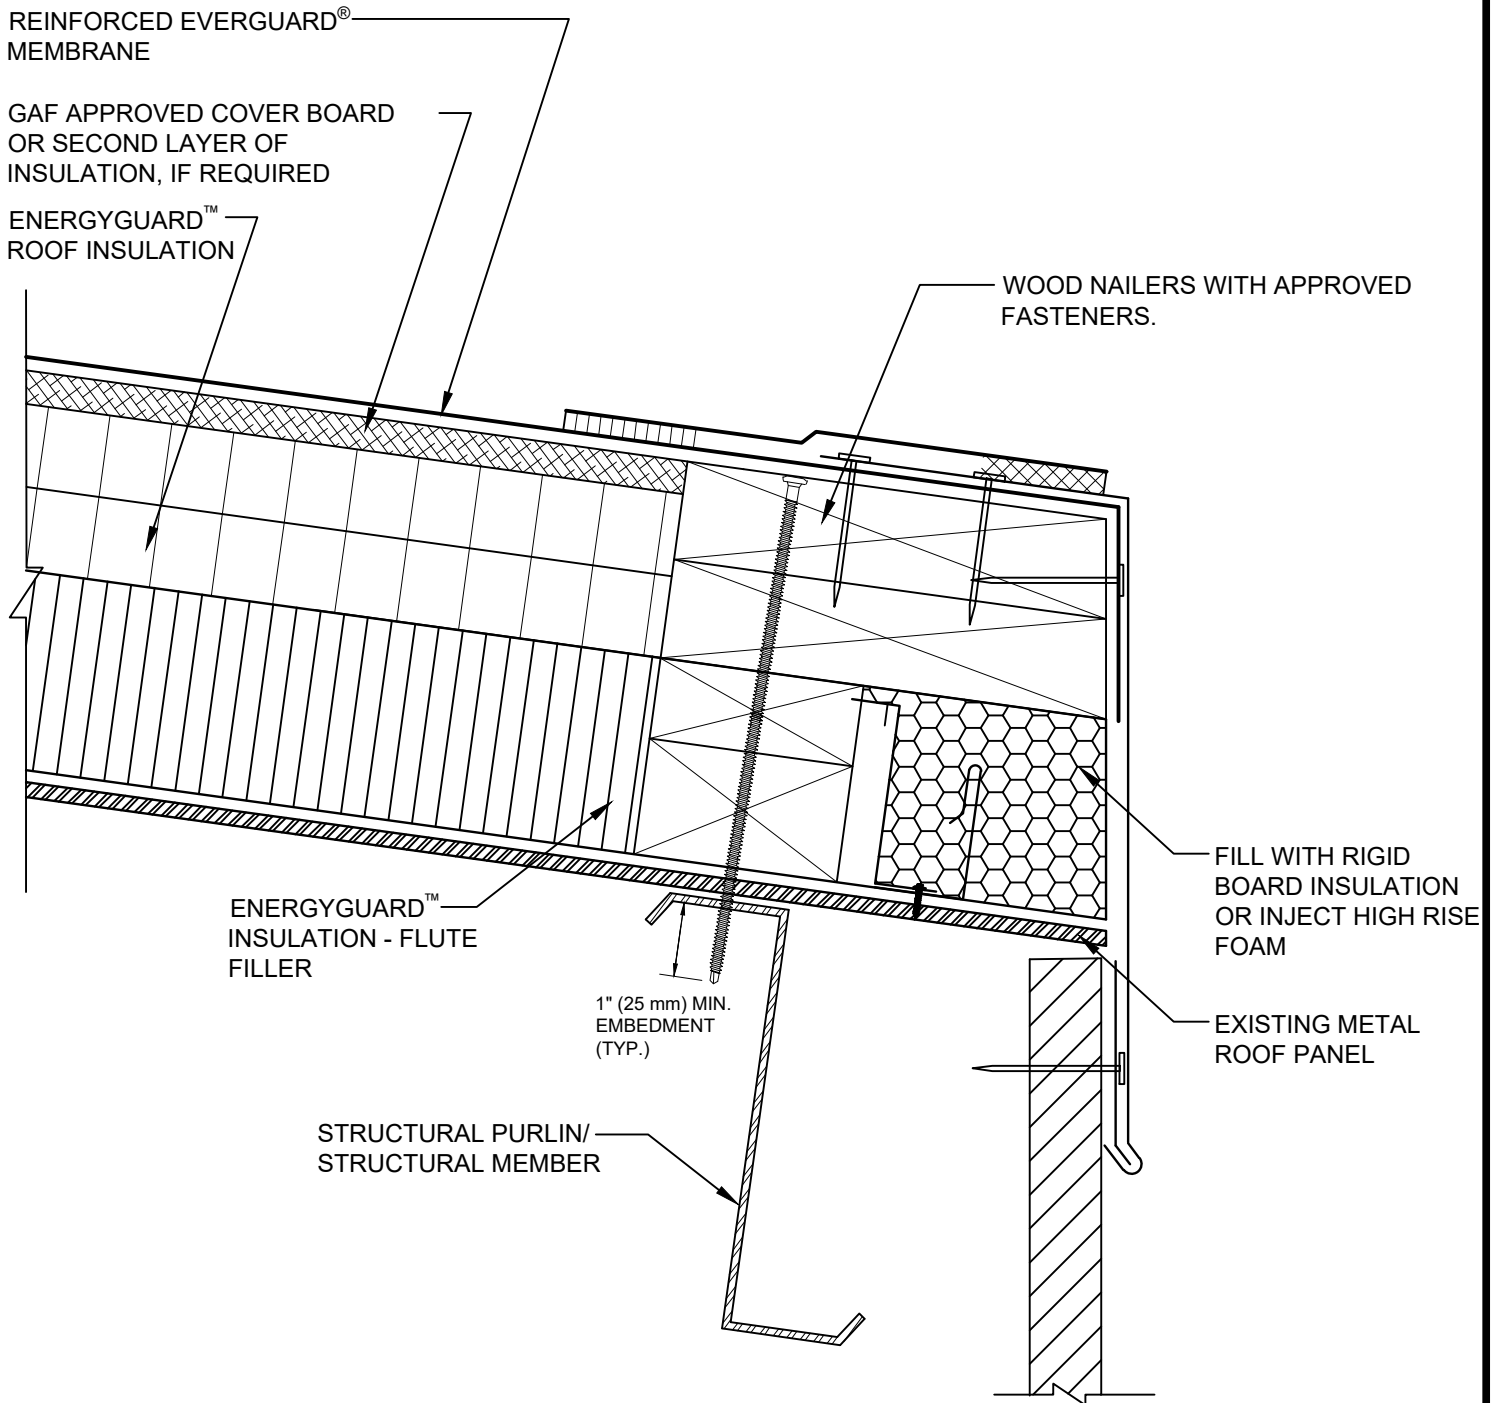 REINFORCED EVERGUARD®
MEMBRANE
GAF APPROVED COVER BOARD
OR SECOND LAYER OF
INSULATION, IF REQUIRED
ENERGYGUARD™
ROOF INSULATION
WOOD NAILERS WITH APPROVED
FASTENERS.
FILL WITH RIGID
BOARD INSULATION
OR INJECT HIGH RISE
FOAM
ENERGYGUARD™
INSULATION - FLUTE
FILLER
1" (25 mm) MIN.
EMBEDMENT
(TYP.)
EXISTING METAL
ROOF PANEL
STRUCTURAL PURLIN/
STRUCTURAL MEMBER